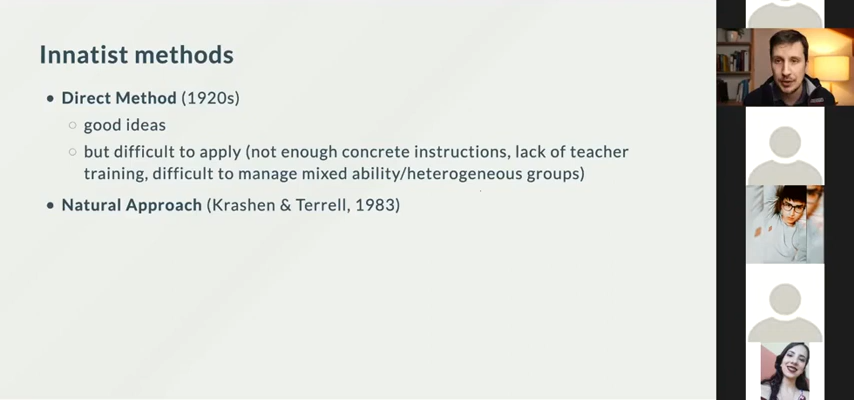 Innatist methods
• Direct Method (1920s)
○ good ideas
○ but difficult to apply (not enough concrete instructions, lack of teacher
training, difficult to manage mixed ability/heterogeneous groups)
• Natural Approach (Krashen & Terrell, 1983)